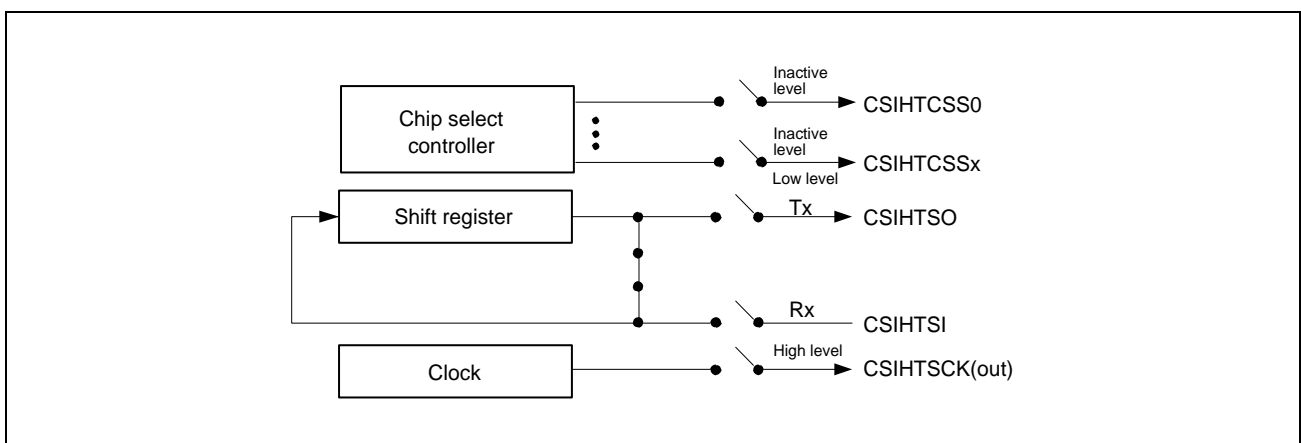 Inactive
level
CSIHTCSS0
Chip select
controller
Inactive
level
CSIHTCSSx
Low level
Shift register
Tx
CSIHTSO
Rx
CSIHTSI
Clock
High level
CSIHTSCK(out)